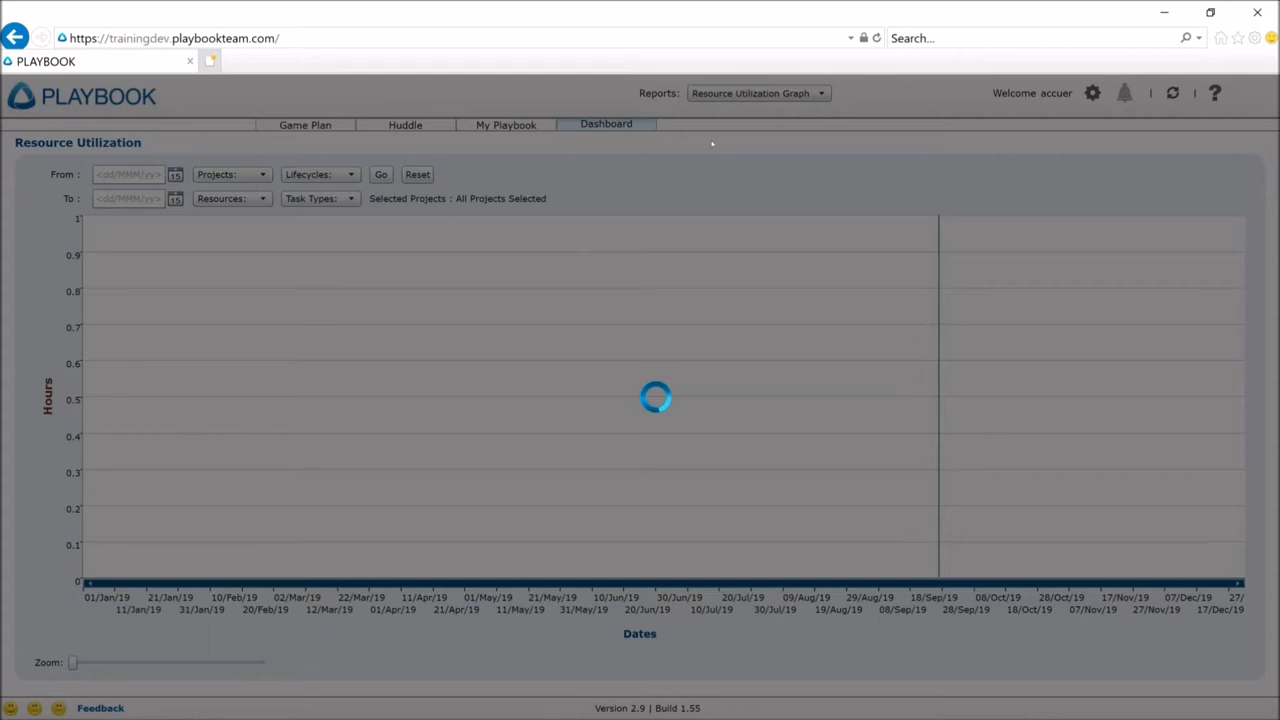 https://trainingdev.playbookteam.com/
Search...
PLAYBOOK
PLAYBOOK
Reports: Resource Utilization Graph
Welcome accuer
?
Game Plan
Huddle
My Playbook
Dashboard
Resource Utilization
From : <dd/MMM/yy> 15 Projects: Lifecycles: Go Reset
To : <dd/MMM/yy> 15 Resources: Task Types: Selected Projects : All Projects Selected
1
0.9
0.8
0.7
0.6
0.5
0.4
0.3
0.2
0.1
0
Hours
01/Jan/19 21/Jan/19 10/Feb/19 02/Mar/19 22/Mar/19 11/Apr/19 01/May/19 21/May/19 10/Jun/19 30/Jun/19 20/Jul/19 09/Aug/19 29/Aug/19 18/Sep/19 08/Oct/19 28/Oct/19 17/Nov/19 07/Dec/19 27/
11/Jan/19 31/Jan/19 20/Feb/19 12/Mar/19 01/Apr/19 21/Apr/19 11/May/19 31/May/19 20/Jun/19 10/Jul/19 30/Jul/19 19/Aug/19 08/Sep/19 28/Sep/19 18/Oct/19 07/Nov/19 27/Nov/19 17/Dec/19
Dates
Zoom:
Feedback
Version 2.9 | Build 1.55